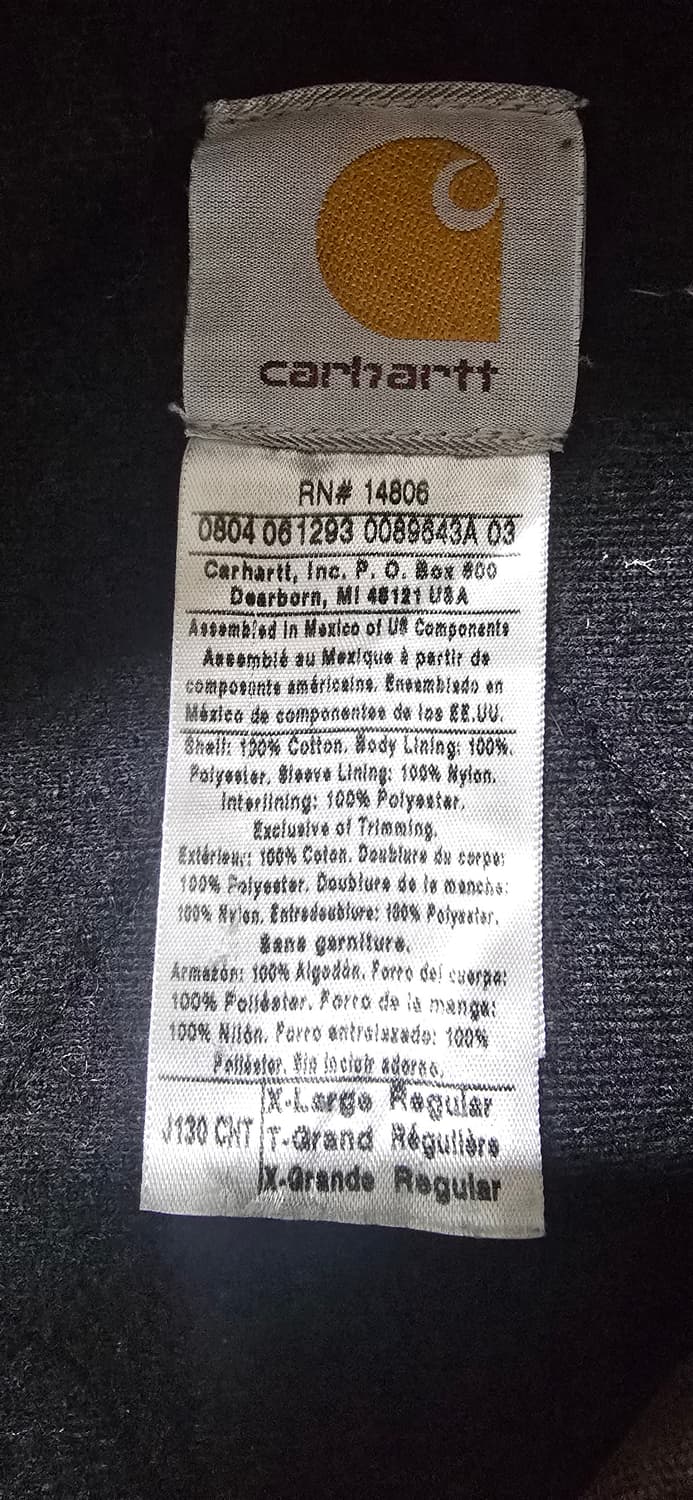 carhartt
RN# 14806
0804 061293 0089643A 03
Carhartt, Inc. P. O. Box 600
Dearborn, MI 48121 USA
Assembled in Mexico of US Components
Assemblé au Mexique à partir de
composants américains. Ensemblado en
México de componentes de los EE.UU.
Shell: 100% Cotton. Body Lining: 100%
Polyester. Sleeve Lining: 100% Nylon.
Interlining: 100% Polyester.
Exclusive of Trimming.
Extérieur: 100% Coton. Doublure du corps:
100% Polyester. Doublure de la manche:
100% Nylon. Entredoublure: 100% Polyester.
Sans garniture.
Armazón: 100% Algodón. Forro del cuerpo:
100% Poliéster. Forro de la manga:
100% Nilón. Forro entrelazado: 100%
Poliéster. Sin incluir adorno.
J130 CNT
X-Large Regular
T-Grand Régulière
X-Grande Regular